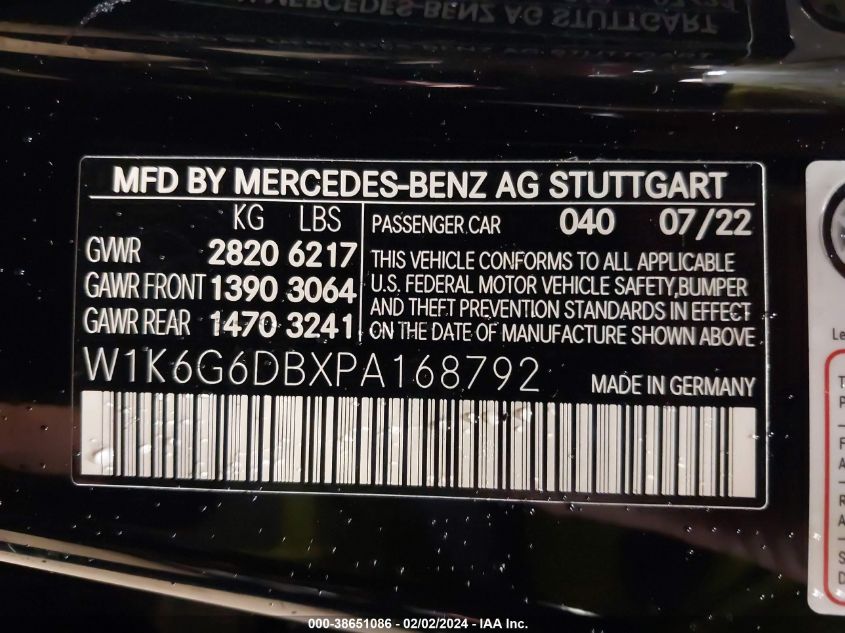 MERCEDES-BENZ AG STUTTGART
MFD BY MERCEDES-BENZ AG STUTTGART
KG LBS
GVWR 2820 6217
GAWR FRONT 1390 3064
GAWR REAR 1470 3241
PASSENGER CAR 040 07/22
THIS VEHICLE CONFORMS TO ALL APPLICABLE
U.S. FEDERAL MOTOR VEHICLE SAFETY,BUMPER
AND THEFT PREVENTION STANDARDS IN EFFECT
ON THE DATE OF MANUFACTURE SHOWN ABOVE
W1K6G6DBXPA168792
MADE IN GERMANY
000-38651086 - 02/02/2024 - IAA Inc.